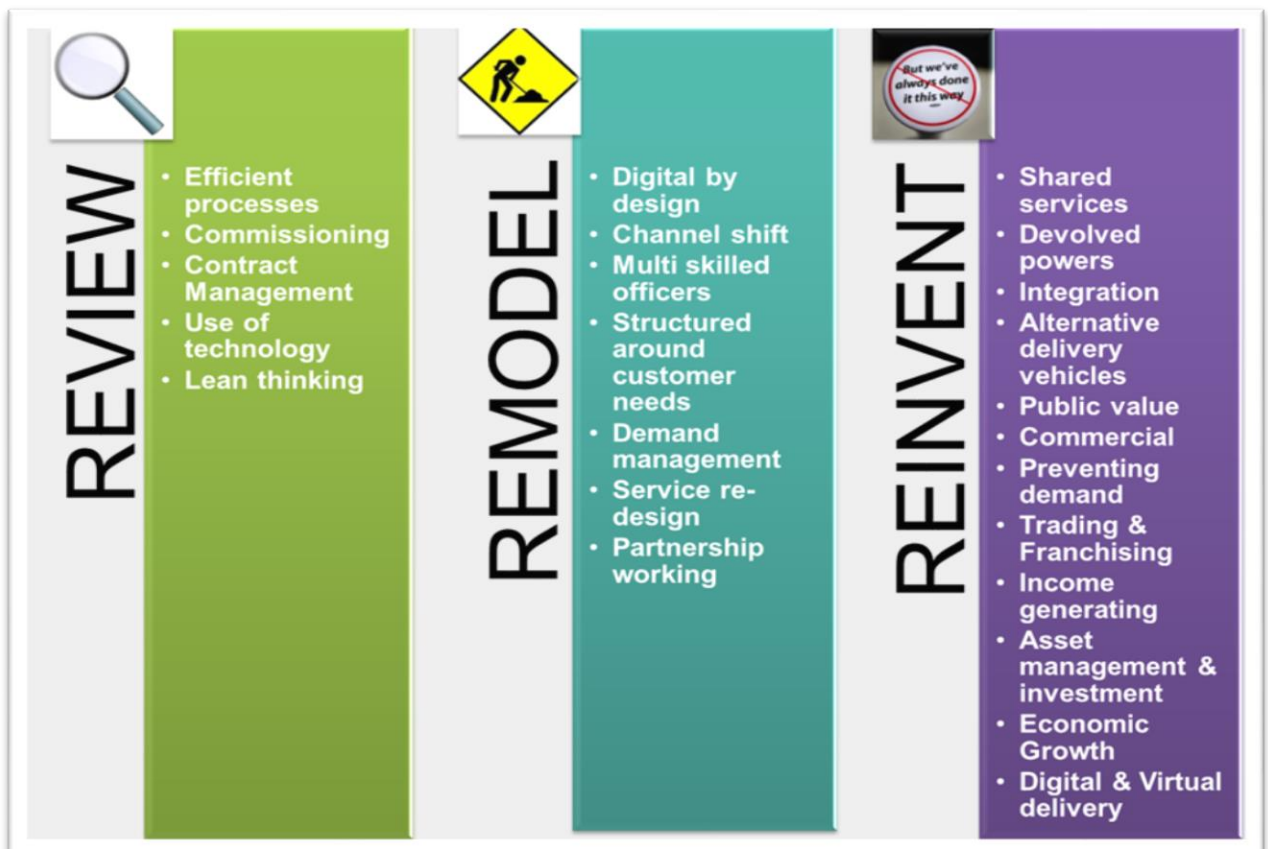 REVIEW
• Efficient
processes
• Commissioning
• Contract
Management
• Use of
technology
• Lean thinking
REMODEL
• Digital by
design
• Channel shift
• Multi skilled
officers
• Structured
around
customer
needs
• Demand
management
• Service re-
design
• Partnership
working
But we've
always done
it this way
REINVENT
• Shared
services
• Devolved
powers
• Integration
• Alternative
delivery
vehicles
• Public value
• Commercial
• Preventing
demand
• Trading &
Franchising
• Income
generating
• Asset
management &
investment
• Economic
Growth
• Digital & Virtual
delivery